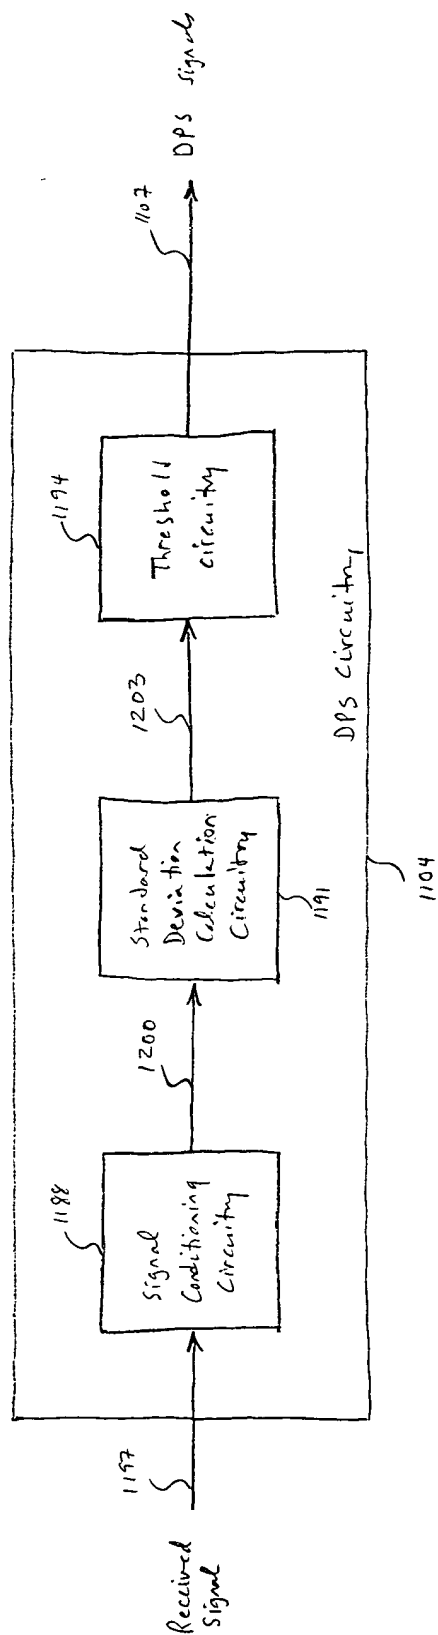 Received
Signal
1197
1188
Signal
Conditioning
Circuitry
1200
Standard
Deviation
Calculation
Circuitry
1191
1203
1194
Threshold
circuitry
DPS Circuitry
1104
1107
DPS signals